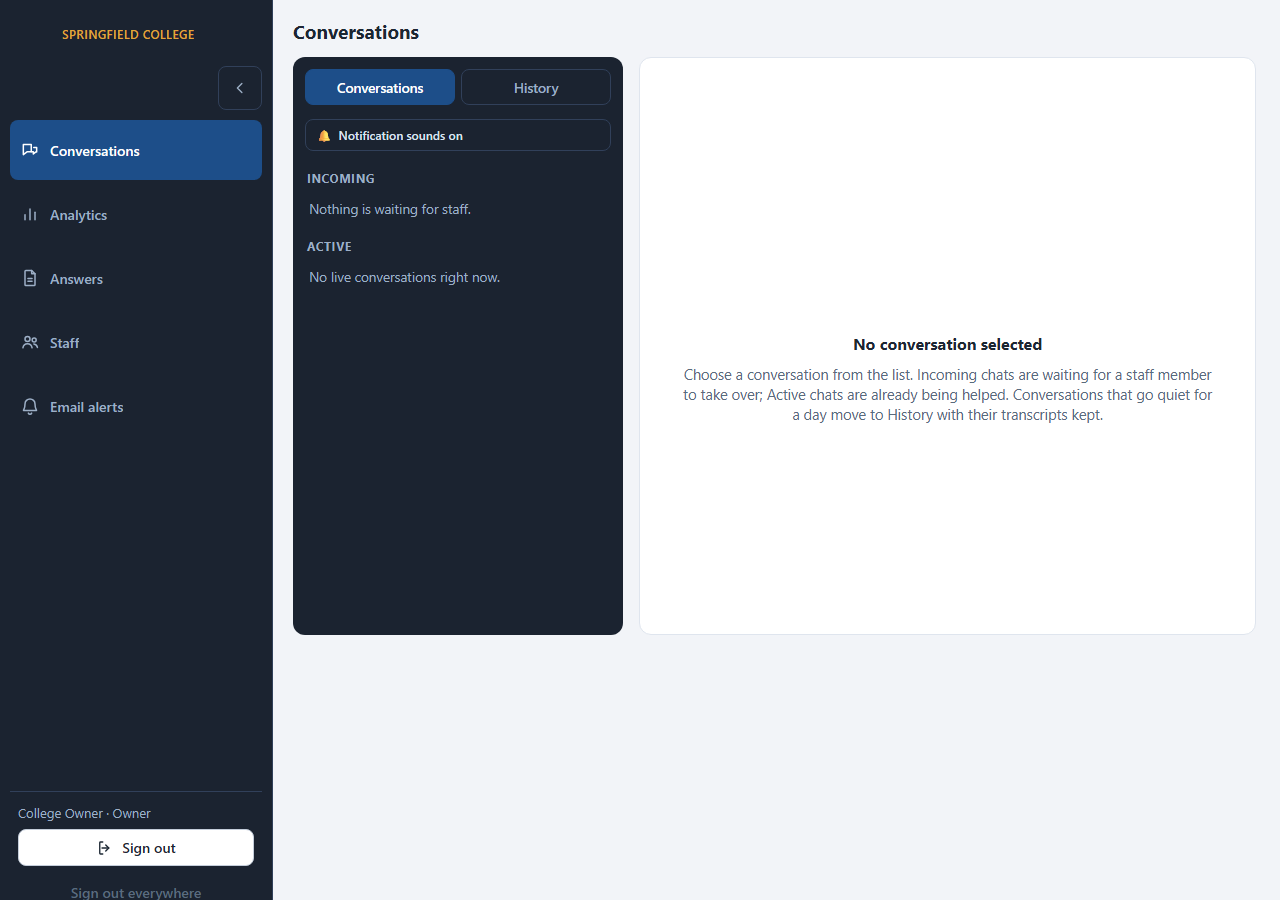 SPRINGFIELD COLLEGE
Conversations
Analytics
Answers
Staff
Email alerts
College Owner · Owner
Sign out
Sign out everywhere
Conversations
Conversations
History
Notification sounds on
INCOMING
Nothing is waiting for staff.
ACTIVE
No live conversations right now.
No conversation selected
Choose a conversation from the list. Incoming chats are waiting for a staff member
to take over; Active chats are already being helped. Conversations that go quiet for
a day move to History with their transcripts kept.